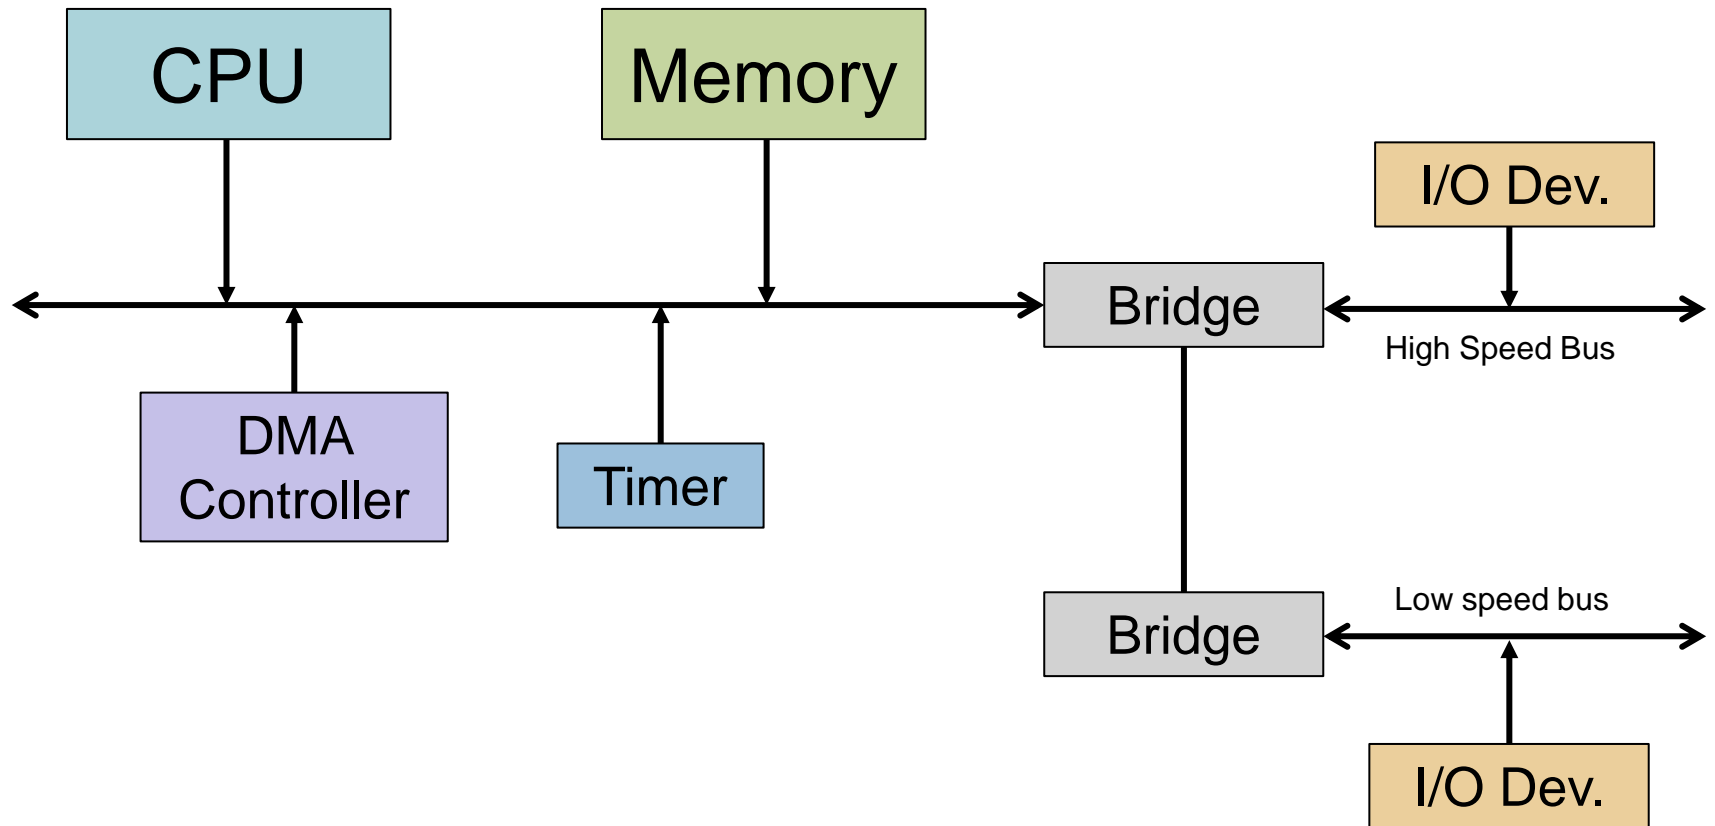 CPU
Memory
I/O Dev.
Bridge
High Speed Bus
DMA
Controller
Timer
Low speed bus
Bridge
I/O Dev.